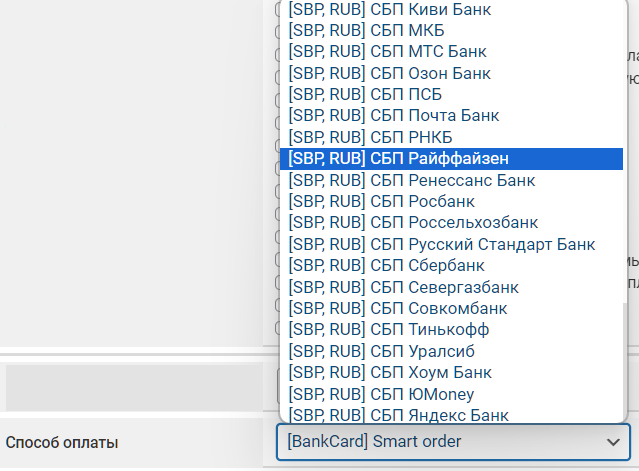 [SBP, RUB] СБП Киви Банк
[SBP, RUB] СБП МКБ
[SBP, RUB] СБП МТС Банк
[SBP, RUB] СБП Озон Банк
[SBP, RUB] СБП ПСБ
[SBP, RUB] СБП Почта Банк
[SBP, RUB] СБП РНКБ
[SBP, RUB] СБП Райффайзен
[SBP, RUB] СБП Ренессанс Банк
[SBP, RUB] СБП Росбанк
[SBP, RUB] СБП Россельхозбанк
[SBP, RUB] СБП Русский Стандарт Банк
[SBP, RUB] СБП Сбербанк
[SBP, RUB] СБП Севергазбанк
[SBP, RUB] СБП Совкомбанк
[SBP, RUB] СБП Тинькофф
[SBP, RUB] СБП Уралсиб
[SBP, RUB] СБП Хоум Банк
[SBP, RUB] СБП ЮMoney
[SBP, RUB] СБП Яндекс Банк
Способ оплаты
[BankCard] Smart order